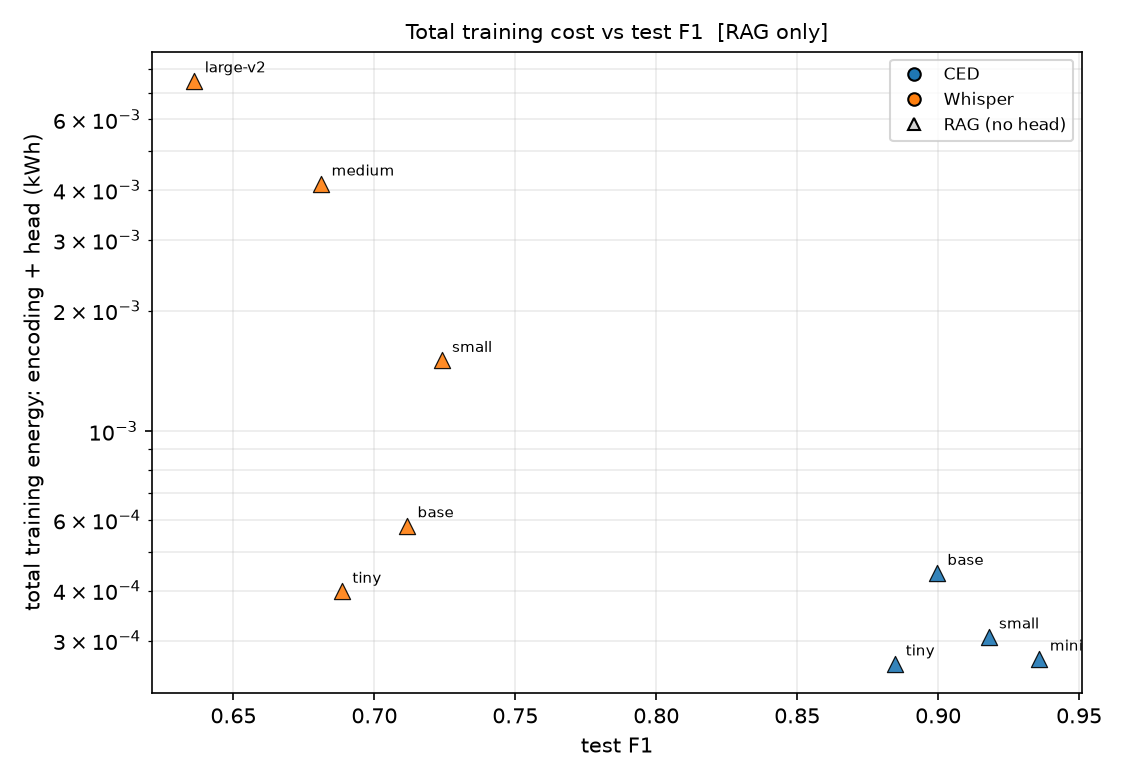 Total training cost vs test F1  [RAG only]
CED
Whisper
RAG (no head)
total training energy: encoding + head (kWh)
6 × 10⁻³
4 × 10⁻³
3 × 10⁻³
2 × 10⁻³
10⁻³
6 × 10⁻⁴
4 × 10⁻⁴
3 × 10⁻⁴
large-v2
medium
small
base
tiny
base
small
mini
tiny
0.65 0.70 0.75 0.80 0.85 0.90 0.95
test F1